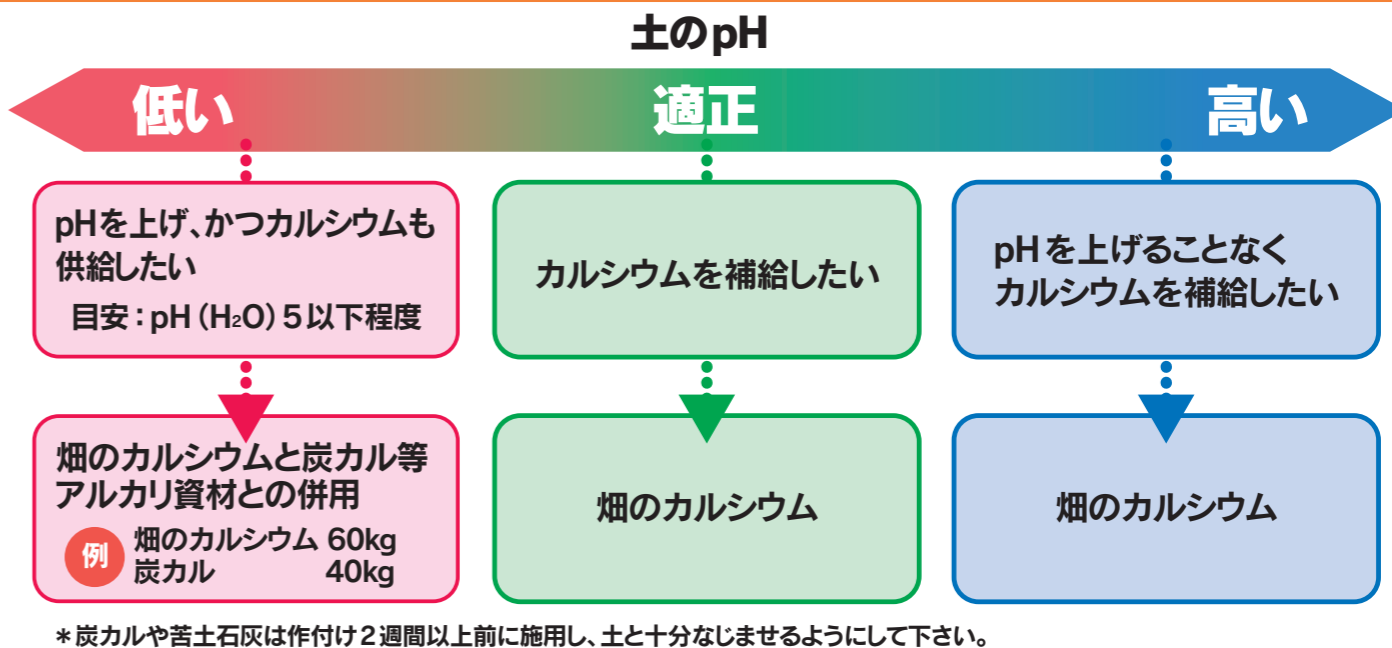 土のpH
低い
適正
高い
pHを上げ、かつカルシウムも
供給したい
目安：pH（H₂O）5以下程度
カルシウムを補給したい
pHを上げることなく
カルシウムを補給したい
畑のカルシウムと炭カル等
アルカリ資材との併用
例
畑のカルシウム 60kg
炭カル 40kg
畑のカルシウム
畑のカルシウム
＊炭カルや苦土石灰は作付け2週間以上前に施用し、土と十分なじませるようにして下さい。